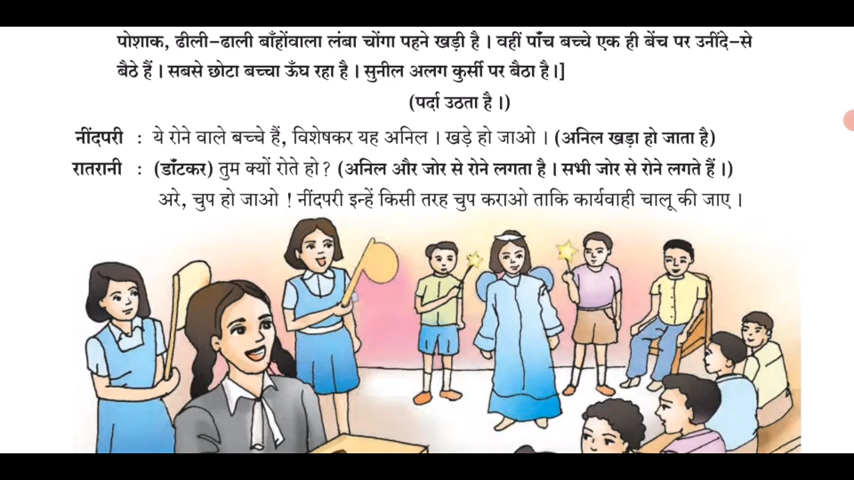 पोशाक, ढीली–ढाली बाँहोंवाला लंबा चोंगा पहने खड़ी है । वहीं पाँच बच्चे एक ही बेंच पर उनींदे–से
बैठे हैं । सबसे छोटा बच्चा ऊँघ रहा है । सुनील अलग कुर्सी पर बैठा है।]
(पर्दा उठता है।)
नींदपरी : ये रोने वाले बच्चे हैं, विशेषकर यह अनिल । खड़े हो जाओ । (अनिल खड़ा हो जाता है)
रातरानी : (डाँटकर) तुम क्यों रोते हो? (अनिल और जोर से रोने लगता है । सभी जोर से रोने लगते हैं ।)
अरे, चुप हो जाओ ! नींदपरी इन्हें किसी तरह चुप कराओ ताकि कार्यवाही चालू की जाए ।